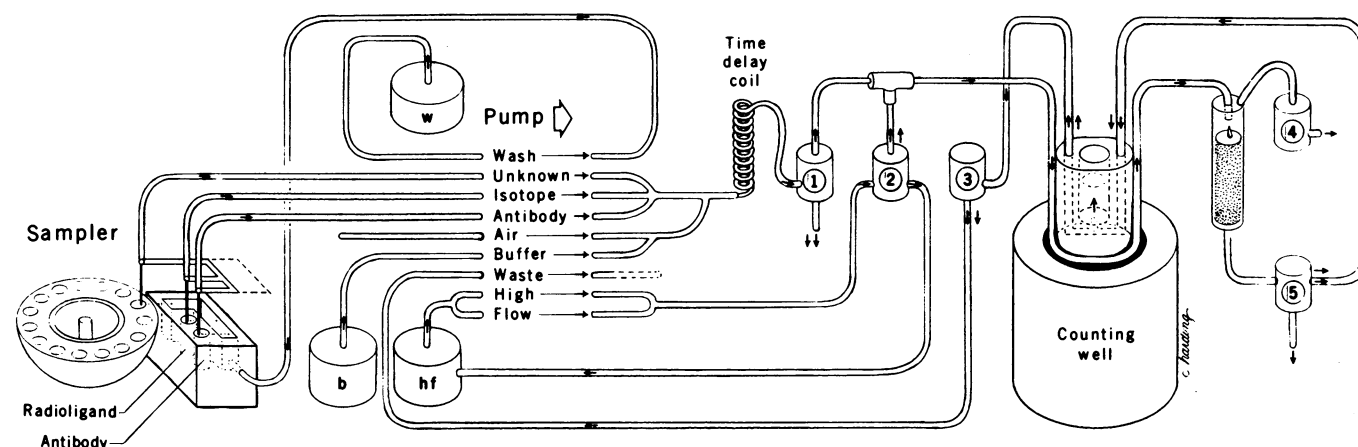 Sampler
Radioligand
Antibody
w
b
hf
Pump
Wash
Unknown
Isotope
Antibody
Air
Buffer
Waste
High
Flow
Time
delay
coil
1
2
3
Counting
well
4
5
harding